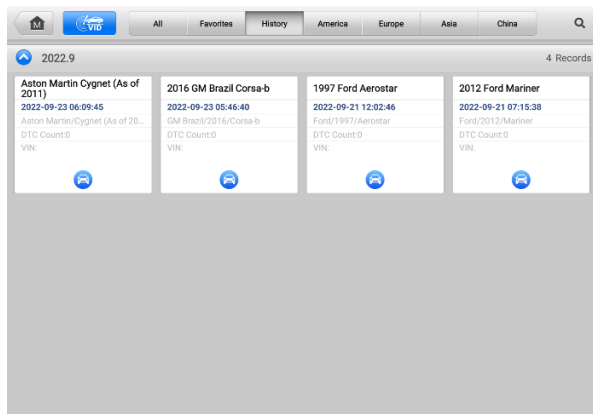 M
VID
All
Favorites
History
America
Europe
Asia
China
2022.9
4 Records
Aston Martin Cygnet (As of
2011)
2022-09-23 06:09:45
Aston Martin/Cygnet (As of 20...
DTC Count:0
VIN:
2016 GM Brazil Corsa-b
2022-09-23 05:46:40
GM Brazil/2016/Corsa-b
DTC Count:0
VIN:
1997 Ford Aerostar
2022-09-21 12:02:46
Ford/1997/Aerostar
DTC Count:0
VIN:
2012 Ford Mariner
2022-09-21 07:15:38
Ford/2012/Mariner
DTC Count:0
VIN: